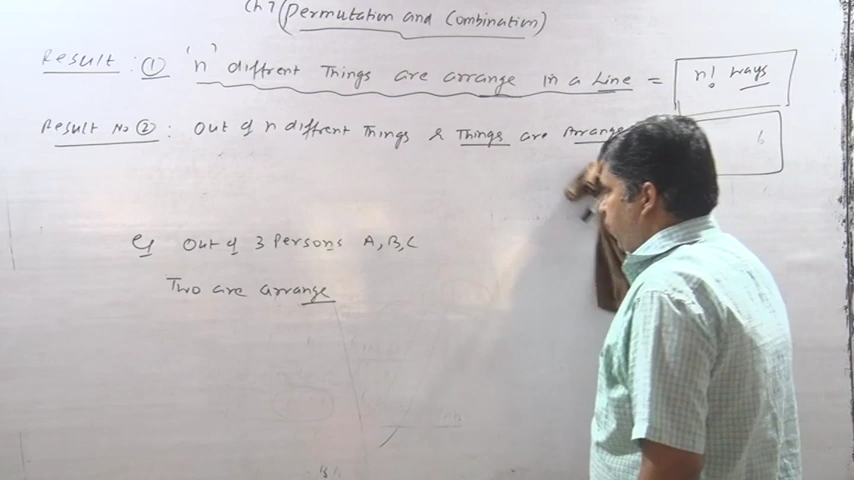 Ch 7 (Permutation and Combination)
Result : ① 'n' diffrent Things are arrange in a Line = n! ways
Result No ② : Out of n diffrent Things r Things are Arrange
Eg Out of 3 Persons A, B, C
Two are arrange